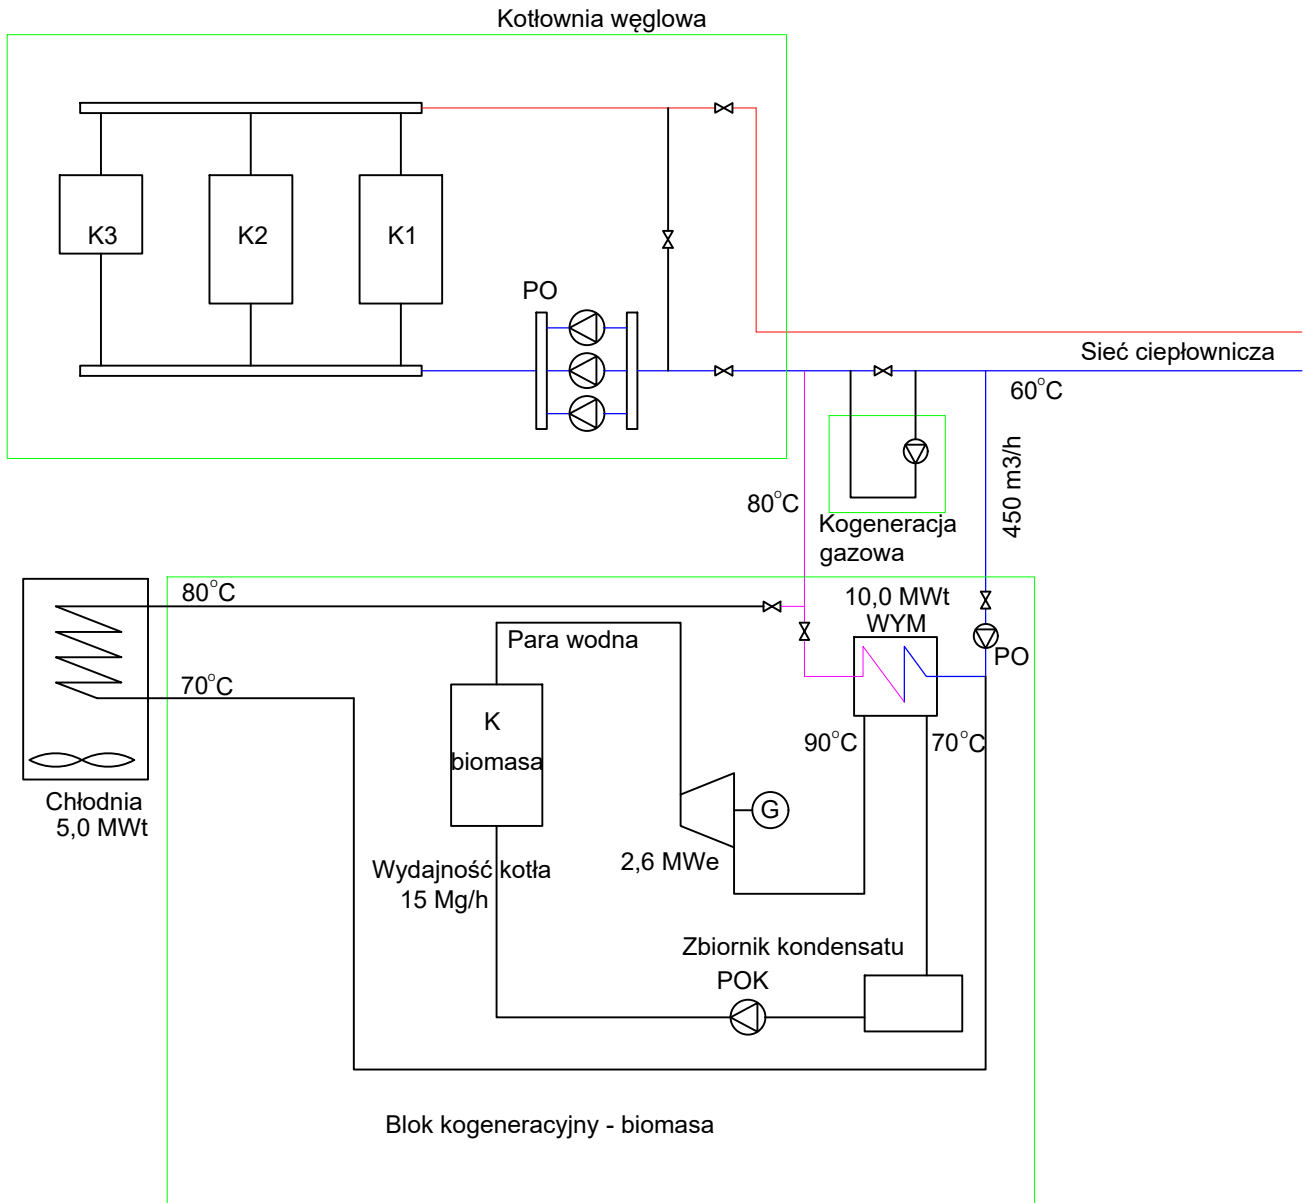 Kotłownia węglowa
K3
K2
K1
PO
Sieć ciepłownicza
60°C
450 m3/h
80°C
Kogeneracja
gazowa
80°C
10,0 MWt
WYM
Para wodna
PO
70°C
K
biomasa
90°C
70°C
Chłodnia
5,0 MWt
G
2,6 MWe
Wydajność kotła
15 Mg/h
Zbiornik kondensatu
POK
Blok kogeneracyjny - biomasa